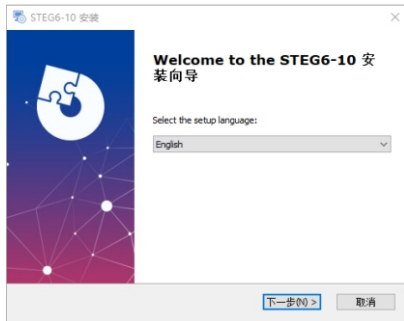 STEG6-10 安装
Welcome to the STEG6-10 安
装向导
Select the setup language:
English
下一步(N) >
取消